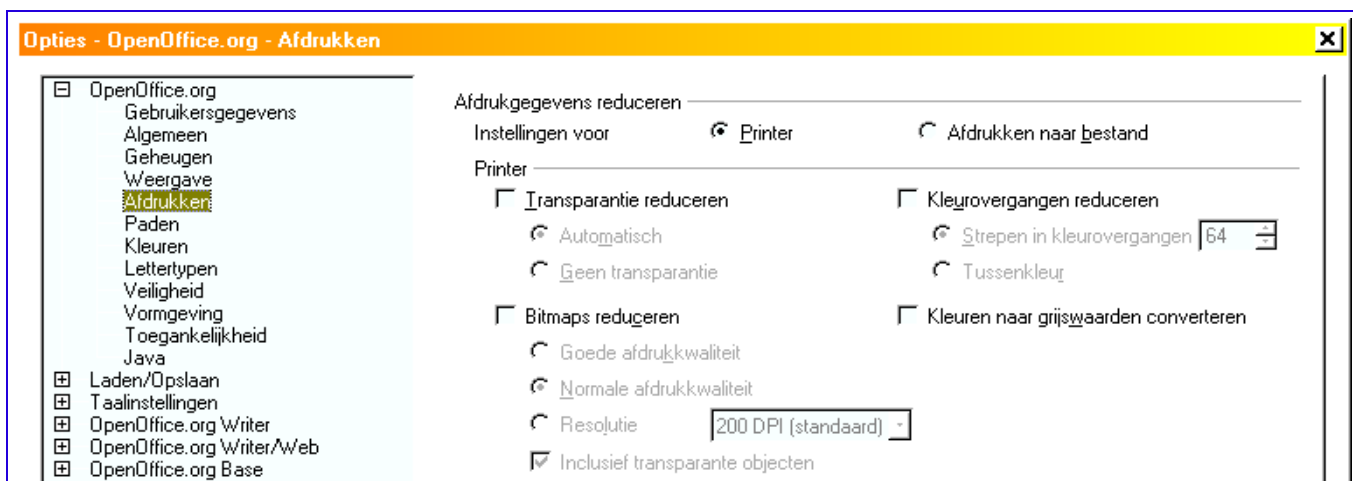 Opties - OpenOffice.org - Afdrukken
OpenOffice.org
Gebruikersgegevens
Algemeen
Geheugen
Weergave
Afdrukken
Paden
Kleuren
Lettertypen
Veiligheid
Vormgeving
Toegankelijkheid
Java
Laden/Opslaan
Taalinstellingen
OpenOffice.org Writer
OpenOffice.org Writer/Web
OpenOffice.org Base
Afdrukgegevens reduceren
Instellingen voor Printer Afdrukken naar bestand
Printer
Transparantie reduceren Kleurovergangen reduceren
Automatisch Strepen in kleurovergangen 64
Geen transparantie Tussenkleur
Bitmaps reduceren Kleuren naar grijswaarden converteren
Goede afdrukkwaliteit
Normale afdrukkwaliteit
Resolutie 200 DPI (standaard)
Inclusief transparante objecten